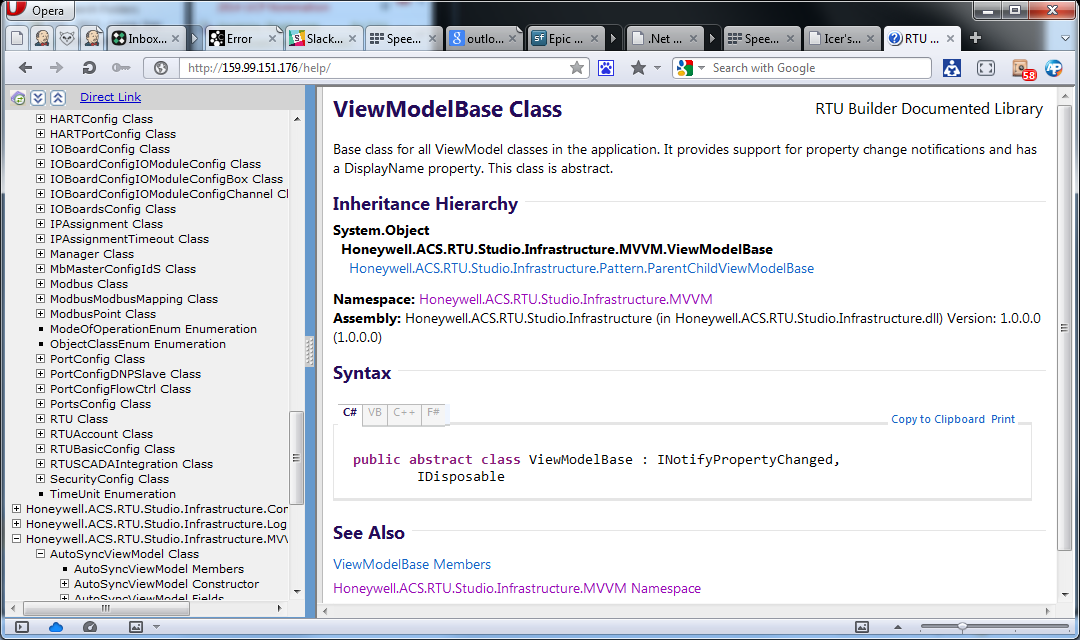 Opera
Inbox...
Error
Slack...
Spee...
outlo...
Epic ...
.Net ...
Spee...
Icer's...
RTU ...
http://159.99.151.176/help/
Search with Google
58
Direct Link
HARTConfig Class
HARTPortConfig Class
IOBoardConfig Class
IOBoardConfigIOModuleConfig Class
IOBoardConfigIOModuleConfigBox Class
IOBoardConfigIOModuleConfigChannel Cl
IOBoardsConfig Class
IPAssignment Class
IPAssignmentTimeout Class
Manager Class
MbMasterConfigIdS Class
Modbus Class
ModbusModbusMapping Class
ModbusPoint Class
ModeOfOperationEnum Enumeration
ObjectClassEnum Enumeration
PortConfig Class
PortConfigDNPSlave Class
PortConfigFlowCtrl Class
PortsConfig Class
RTU Class
RTUAccount Class
RTUBasicConfig Class
RTUSCADAIntegration Class
SecurityConfig Class
TimeUnit Enumeration
Honeywell.ACS.RTU.Studio.Infrastructure.Cor
Honeywell.ACS.RTU.Studio.Infrastructure.Log
Honeywell.ACS.RTU.Studio.Infrastructure.MVV
AutoSyncViewModel Class
AutoSyncViewModel Members
AutoSyncViewModel Constructor
AutoSyncViewModel Fields
ViewModelBase Class
RTU Builder Documented Library
Base class for all ViewModel classes in the application. It provides support for property change notifications and has
a DisplayName property. This class is abstract.
Inheritance Hierarchy
System.Object
Honeywell.ACS.RTU.Studio.Infrastructure.MVVM.ViewModelBase
Honeywell.ACS.RTU.Studio.Infrastructure.Pattern.ParentChildViewModelBase
Namespace: Honeywell.ACS.RTU.Studio.Infrastructure.MVVM
Assembly: Honeywell.ACS.RTU.Studio.Infrastructure (in Honeywell.ACS.RTU.Studio.Infrastructure.dll) Version: 1.0.0.0
(1.0.0.0)
Syntax
C# VB C++ F#
Copy to Clipboard Print
public abstract class ViewModelBase : INotifyPropertyChanged,
IDisposable
See Also
ViewModelBase Members
Honeywell.ACS.RTU.Studio.Infrastructure.MVVM Namespace